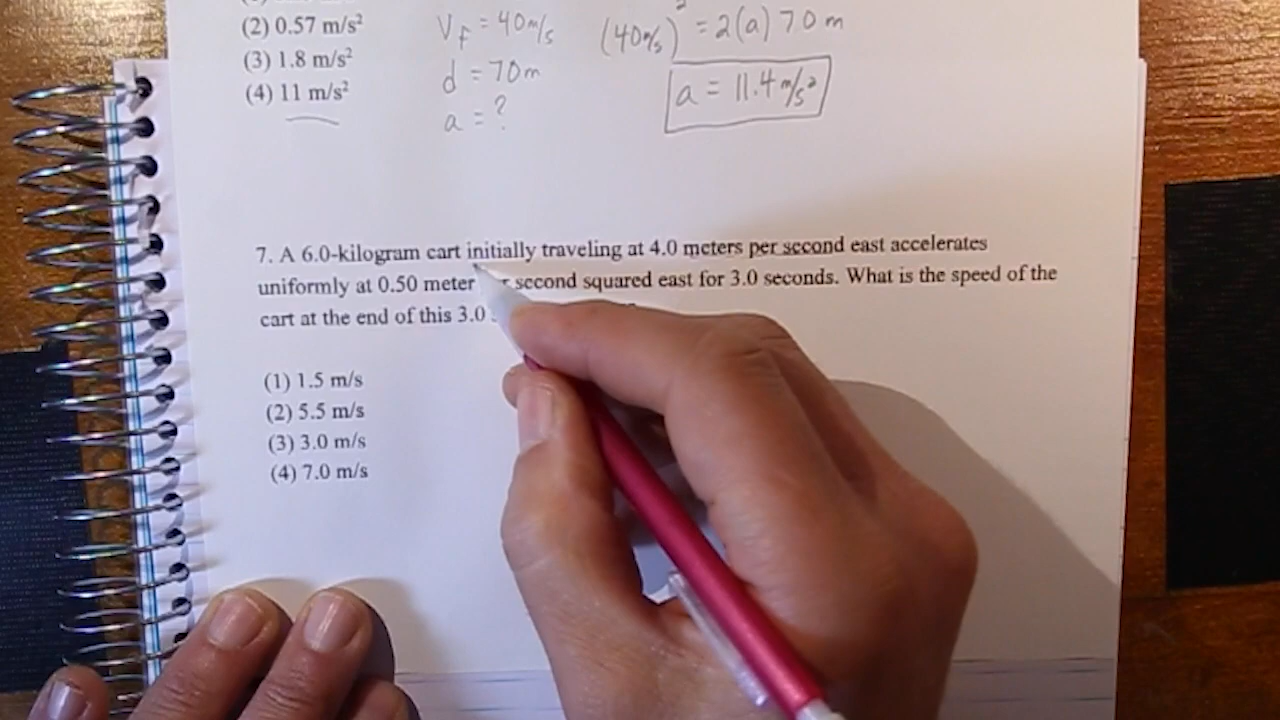 (2) 0.57 m/s²
(3) 1.8 m/s²
(4) 11 m/s²
V_f = 40 m/s
d = 70m
a = ?
(40 m/s)² = 2(a) 70 m
a = 11.4 m/s²
7. A 6.0-kilogram cart initially traveling at 4.0 meters per second east accelerates
uniformly at 0.50 meter second squared east for 3.0 seconds. What is the speed of the
cart at the end of this 3.0
(1) 1.5 m/s
(2) 5.5 m/s
(3) 3.0 m/s
(4) 7.0 m/s